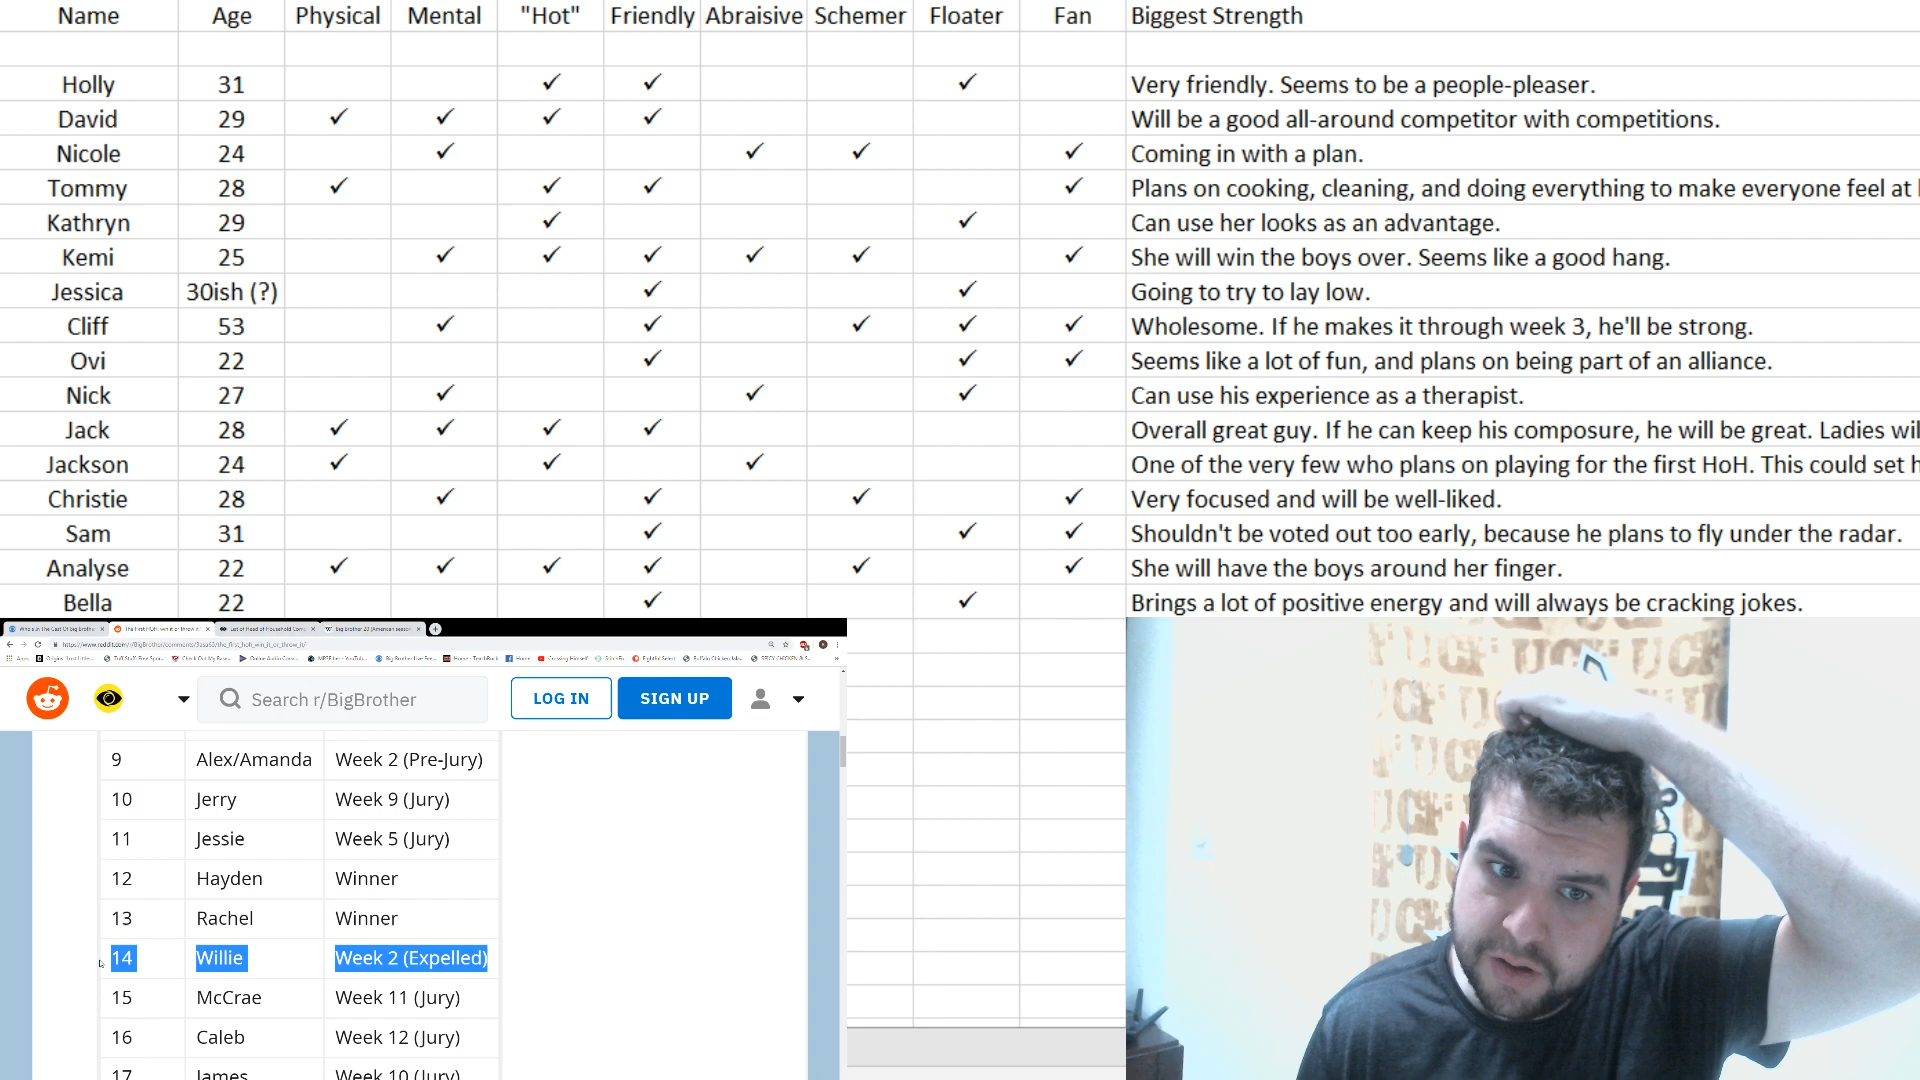 Name Age Physical Mental "Hot" Friendly Abraisive Schemer Floater Fan Biggest Strength
Holly 31 ✓ ✓ ✓ Very friendly. Seems to be a people-pleaser.
David 29 ✓ ✓ ✓ ✓ Will be a good all-around competitor with competitions.
Nicole 24 ✓ ✓ ✓ ✓ Coming in with a plan.
Tommy 28 ✓ ✓ ✓ ✓ Plans on cooking, cleaning, and doing everything to make everyone feel at
Kathryn 29 ✓ ✓ Can use her looks as an advantage.
Kemi 25 ✓ ✓ ✓ ✓ ✓ ✓ She will win the boys over. Seems like a good hang.
Jessica 30ish (?) ✓ ✓ Going to try to lay low.
Cliff 53 ✓ ✓ ✓ ✓ ✓ Wholesome. If he makes it through week 3, he'll be strong.
Ovi 22 ✓ ✓ ✓ Seems like a lot of fun, and plans on being part of an alliance.
Nick 27 ✓ ✓ ✓ Can use his experience as a therapist.
Jack 28 ✓ ✓ ✓ ✓ Overall great guy. If he can keep his composure, he will be great. Ladies wil
Jackson 24 ✓ ✓ ✓ One of the very few who plans on playing for the first HoH. This could set h
Christie 28 ✓ ✓ ✓ ✓ Very focused and will be well-liked.
Sam 31 ✓ ✓ ✓ Shouldn't be voted out too early, because he plans to fly under the radar.
Analyse 22 ✓ ✓ ✓ ✓ ✓ ✓ She will have the boys around her finger.
Bella 22 ✓ ✓ Brings a lot of positive energy and will always be cracking jokes.
Search r/BigBrother LOG IN SIGN UP
9 Alex/Amanda Week 2 (Pre-Jury)
10 Jerry Week 9 (Jury)
11 Jessie Week 5 (Jury)
12 Hayden Winner
13 Rachel Winner
14 Willie Week 2 (Expelled)
15 McCrae Week 11 (Jury)
16 Caleb Week 12 (Jury)
17 James Week 10 (Jury)